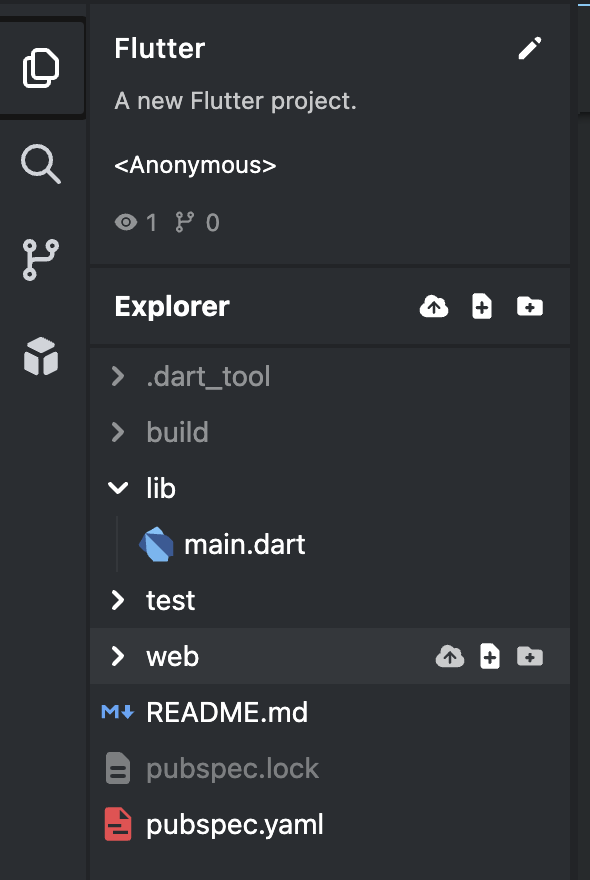 Flutter
A new Flutter project.
<Anonymous>
1 0
Explorer
.dart_tool
build
lib
main.dart
test
web
M README.md
pubspec.lock
pubspec.yaml